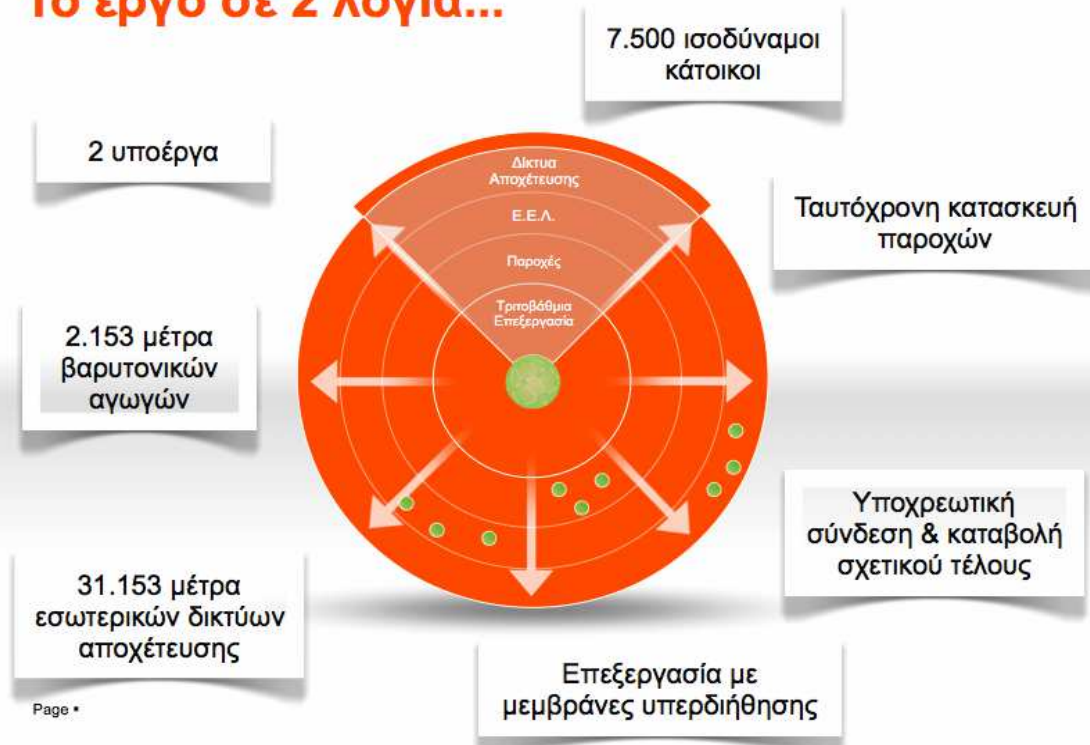 Το έργο σε 2 λόγια...
7.500 ισοδύναμοι
κάτοικοι
2 υποέργα
Δίκτυα
Αποχέτευσης
Ε.Ε.Λ.
Παροχές
Τριτοβάθμια
Επεξεργασία
Ταυτόχρονη κατασκευή
παροχών
2.153 μέτρα
βαρυτονικών
αγωγών
Υποχρεωτική
σύνδεση & καταβολή
σχετικού τέλους
31.153 μέτρα
εσωτερικών δικτύων
αποχέτευσης
Επεξεργασία με
μεμβράνες υπερδιήθησης
Page ▪